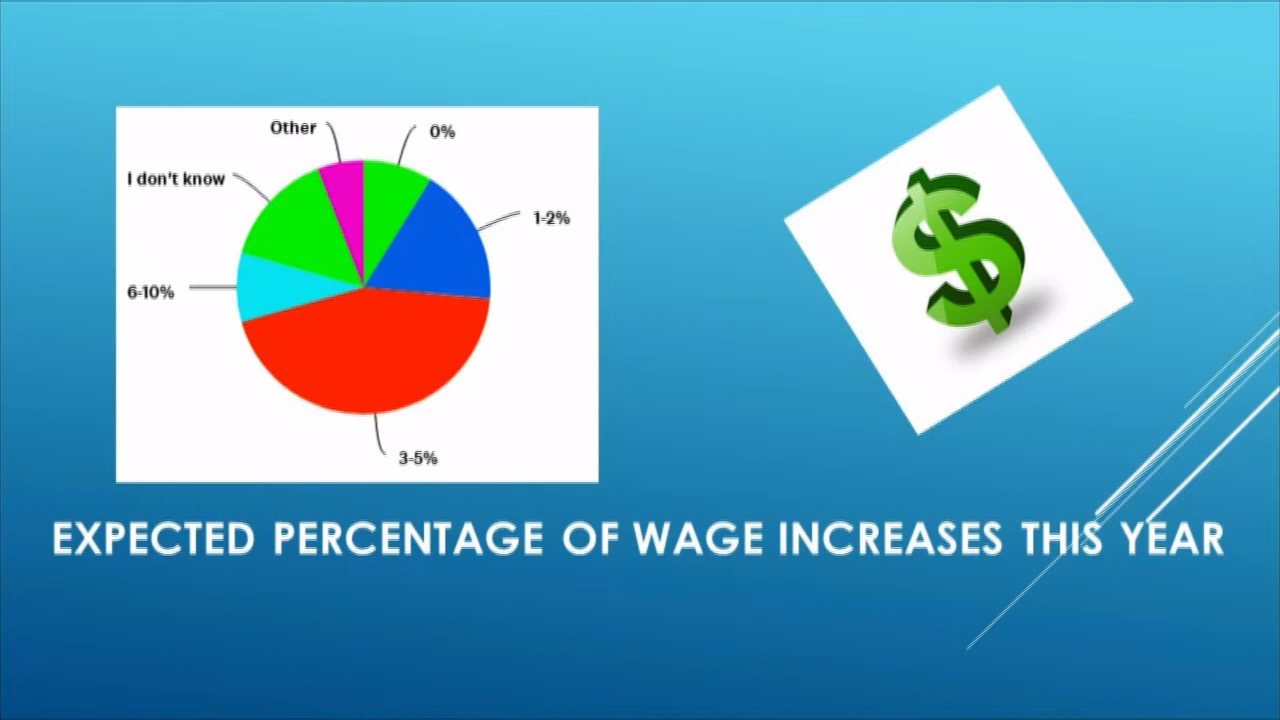 Other
0%
I don't know
1-2%
6-10%
3-5%
EXPECTED PERCENTAGE OF WAGE INCREASES THIS YEAR